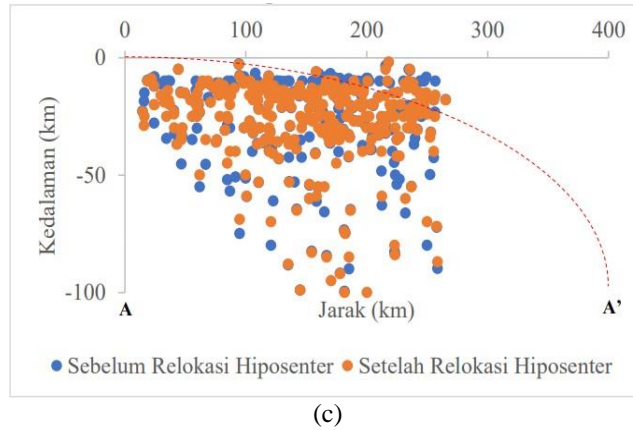 0 100 200 300 400
0
-50
-100
Kedalaman (km)
A Jarak (km) A’
Sebelum Relokasi Hiposenter Setelah Relokasi Hiposenter
(c)